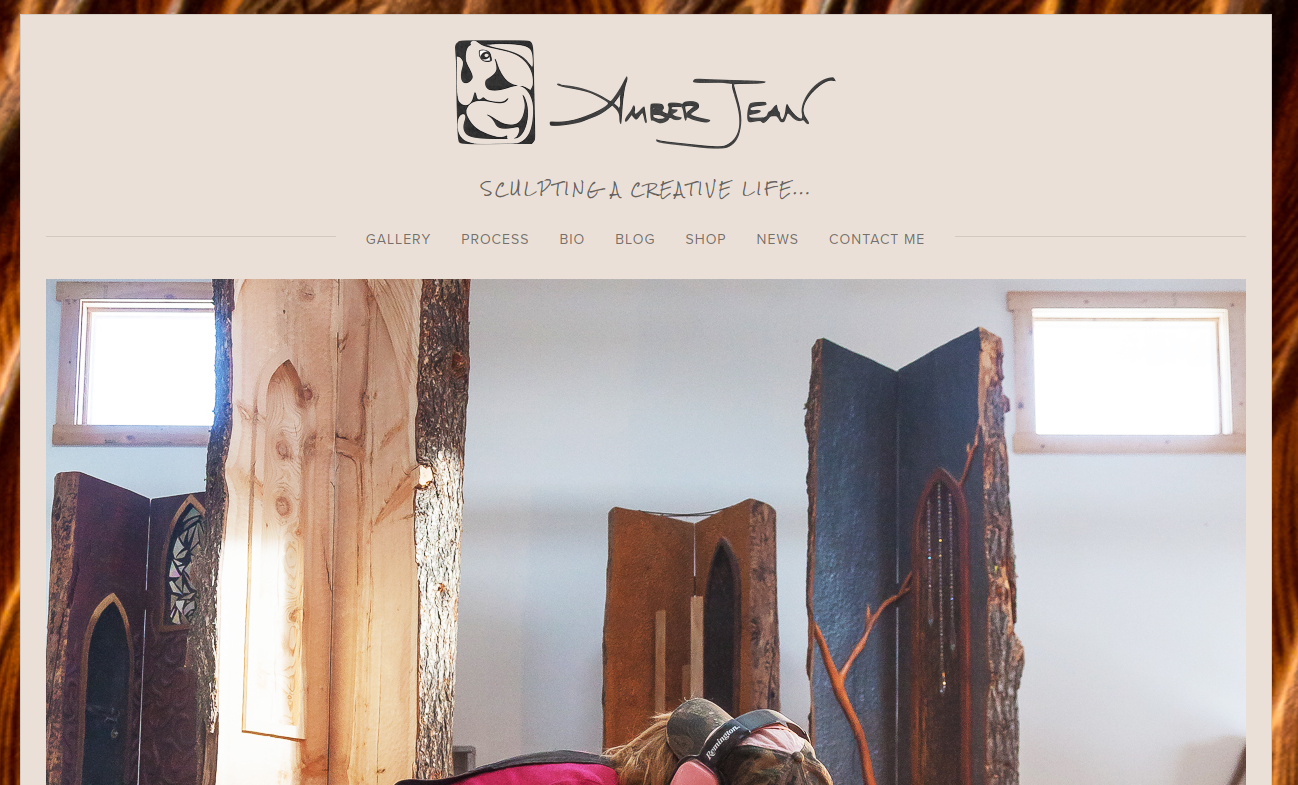 AMBER JEAN
SCULPTING A CREATIVE LIFE...
GALLERY PROCESS BIO BLOG SHOP NEWS CONTACT ME
Remington